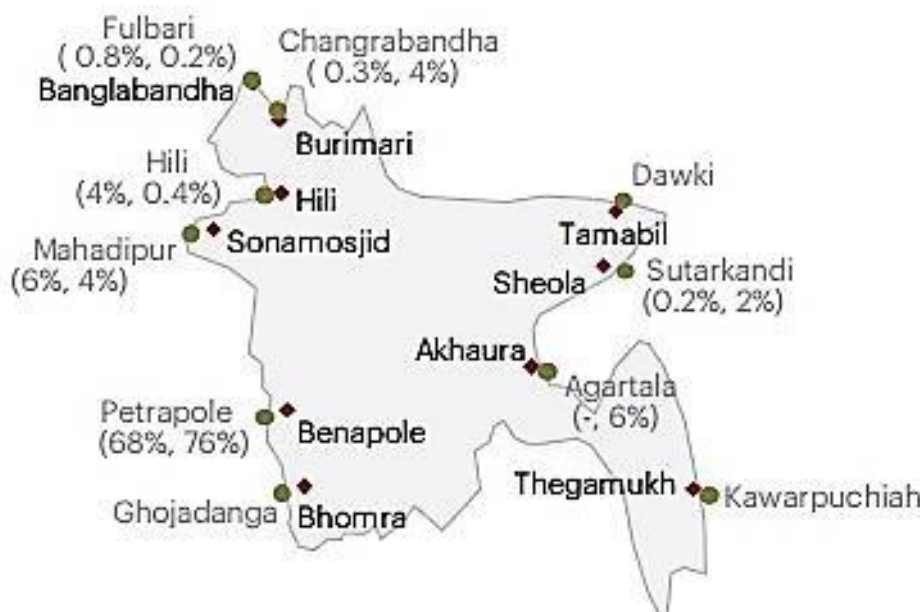 Fulbari
( 0.8%, 0.2%)
Changrabandha
( 0.3%, 4%)
Banglabandha
Burimari
Hili
(4%, 0.4%)
Hili
Dawki
Tamabil
Mahadipur
(6%, 4%)
Sonamosjid
Sheola
Sutarkandi
(0.2%, 2%)
Akhaura
Agartala
(-, 6%)
Petrapole
(68%, 76%)
Benapole
Ghojadanga
Bhomra
Thegamukh
Kawarpuchiah